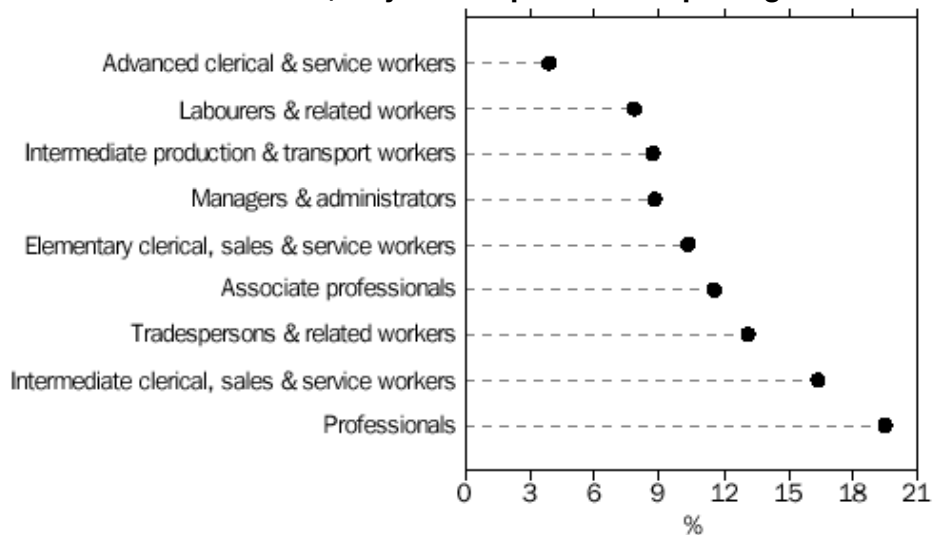 Advanced clerical & service workers
Labourers & related workers
Intermediate production & transport workers
Managers & administrators
Elementary clerical, sales & service workers
Associate professionals
Tradespersons & related workers
Intermediate clerical, sales & service workers
Professionals
0 3 6 9 12 15 18 21
%